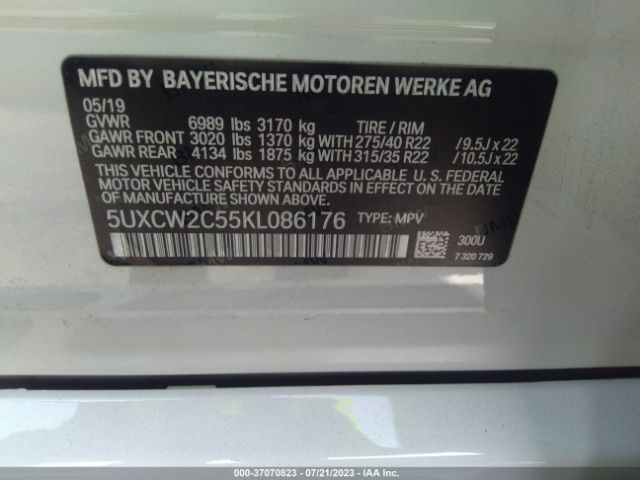 MFD BY BAYERISCHE MOTOREN WERKE AG
05/19
GVWR 6989 lbs 3170 kg TIRE / RIM
GAWR FRONT 3020 lbs 1370 kg WITH 275/40 R22 /9.5J x 22
GAWR REAR 4134 lbs 1875 kg WITH 315/35 R22 /10.5J x 22
THIS VEHICLE CONFORMS TO ALL APPLICABLE U. S. FEDERAL
MOTOR VEHICLE SAFETY STANDARDS IN EFFECT ON THE DATE OF
MANUFACTURE SHOWN ABOVE.
5UXCW2C55KL086176 TYPE: MPV
300U
7 320 729
000-37070823 - 07/21/2023 - IAA Inc.